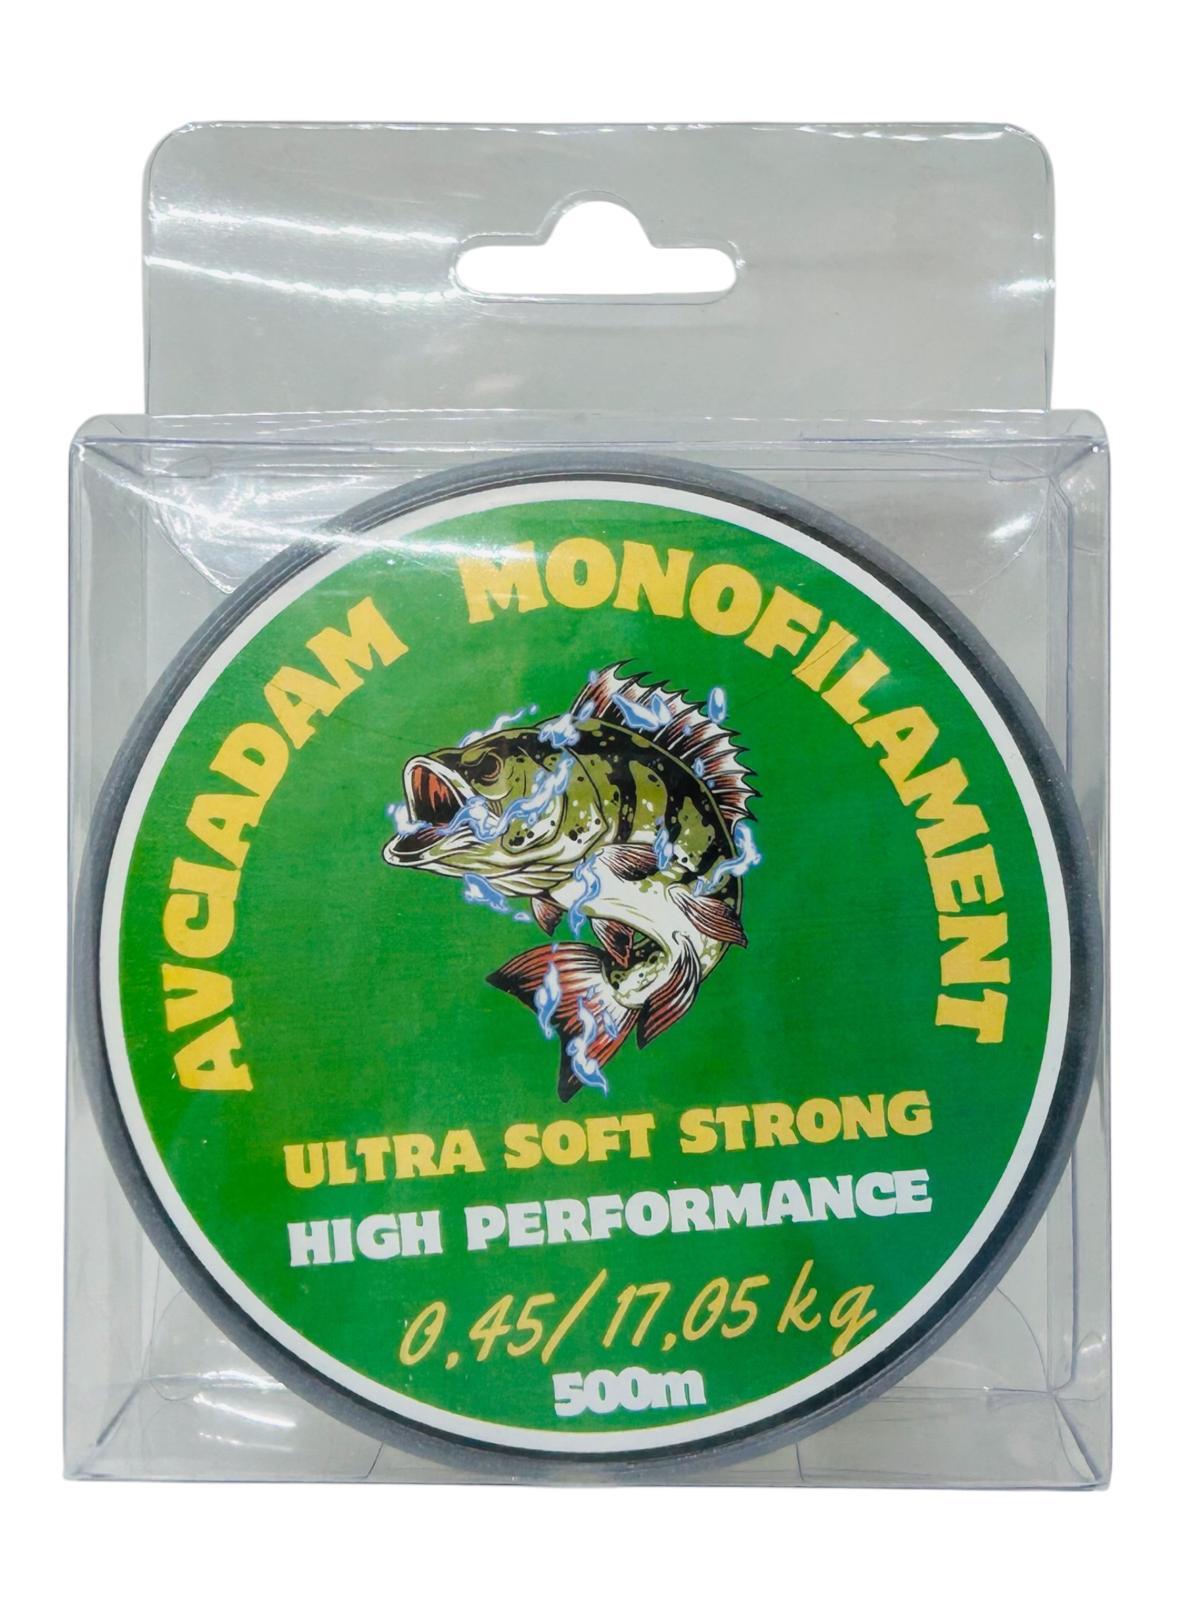 AVCIADAM MONOFILAMENT
ULTRA SOFT STRONG
HIGH PERFORMANCE
0,45/17,05 kg
500m